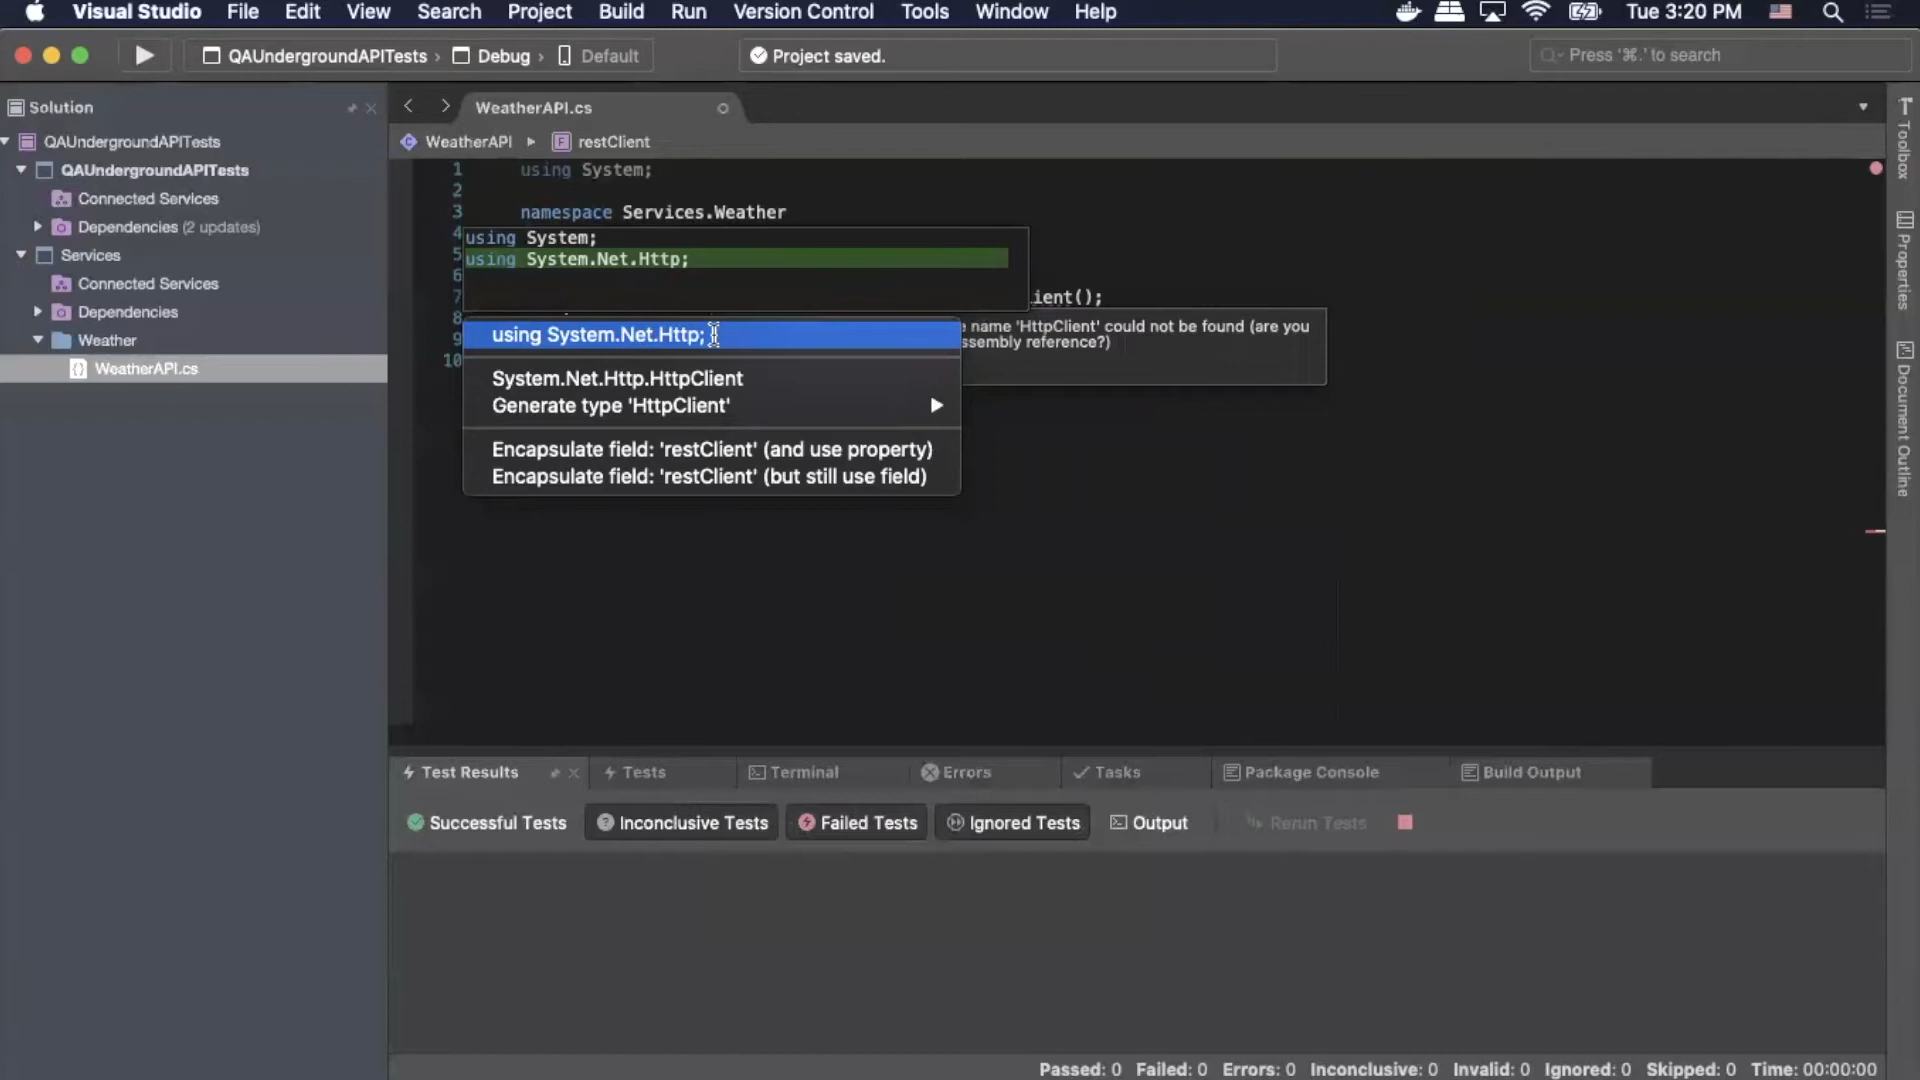 Visual Studio File Edit View Search Project Build Run Version Control Tools Window Help Tue 3:20 PM
QAUndergroundAPITests › Debug › Default
Project saved.
Press '⌘.' to search
Solution
QAUndergroundAPITests
QAUndergroundAPITests
Connected Services
Dependencies (2 updates)
Services
Connected Services
Dependencies
Weather
WeatherAPI.cs
WeatherAPI.cs
WeatherAPI restClient
1 using System;
2
3 namespace Services.Weather
4
5
6
7 ient();
8
9
10
using System;
using System.Net.Http;
name 'HttpClient' could not be found (are you
ssembly reference?)
using System.Net.Http;
System.Net.Http.HttpClient
Generate type 'HttpClient'
Encapsulate field: 'restClient' (and use property)
Encapsulate field: 'restClient' (but still use field)
Toolbox
Properties
Document Outline
Test Results Tests Terminal Errors Tasks Package Console Build Output
Successful Tests Inconclusive Tests Failed Tests Ignored Tests Output Rerun Tests
Passed: 0 Failed: 0 Errors: 0 Inconclusive: 0 Invalid: 0 Ignored: 0 Skipped: 0 Time: 00:00:00